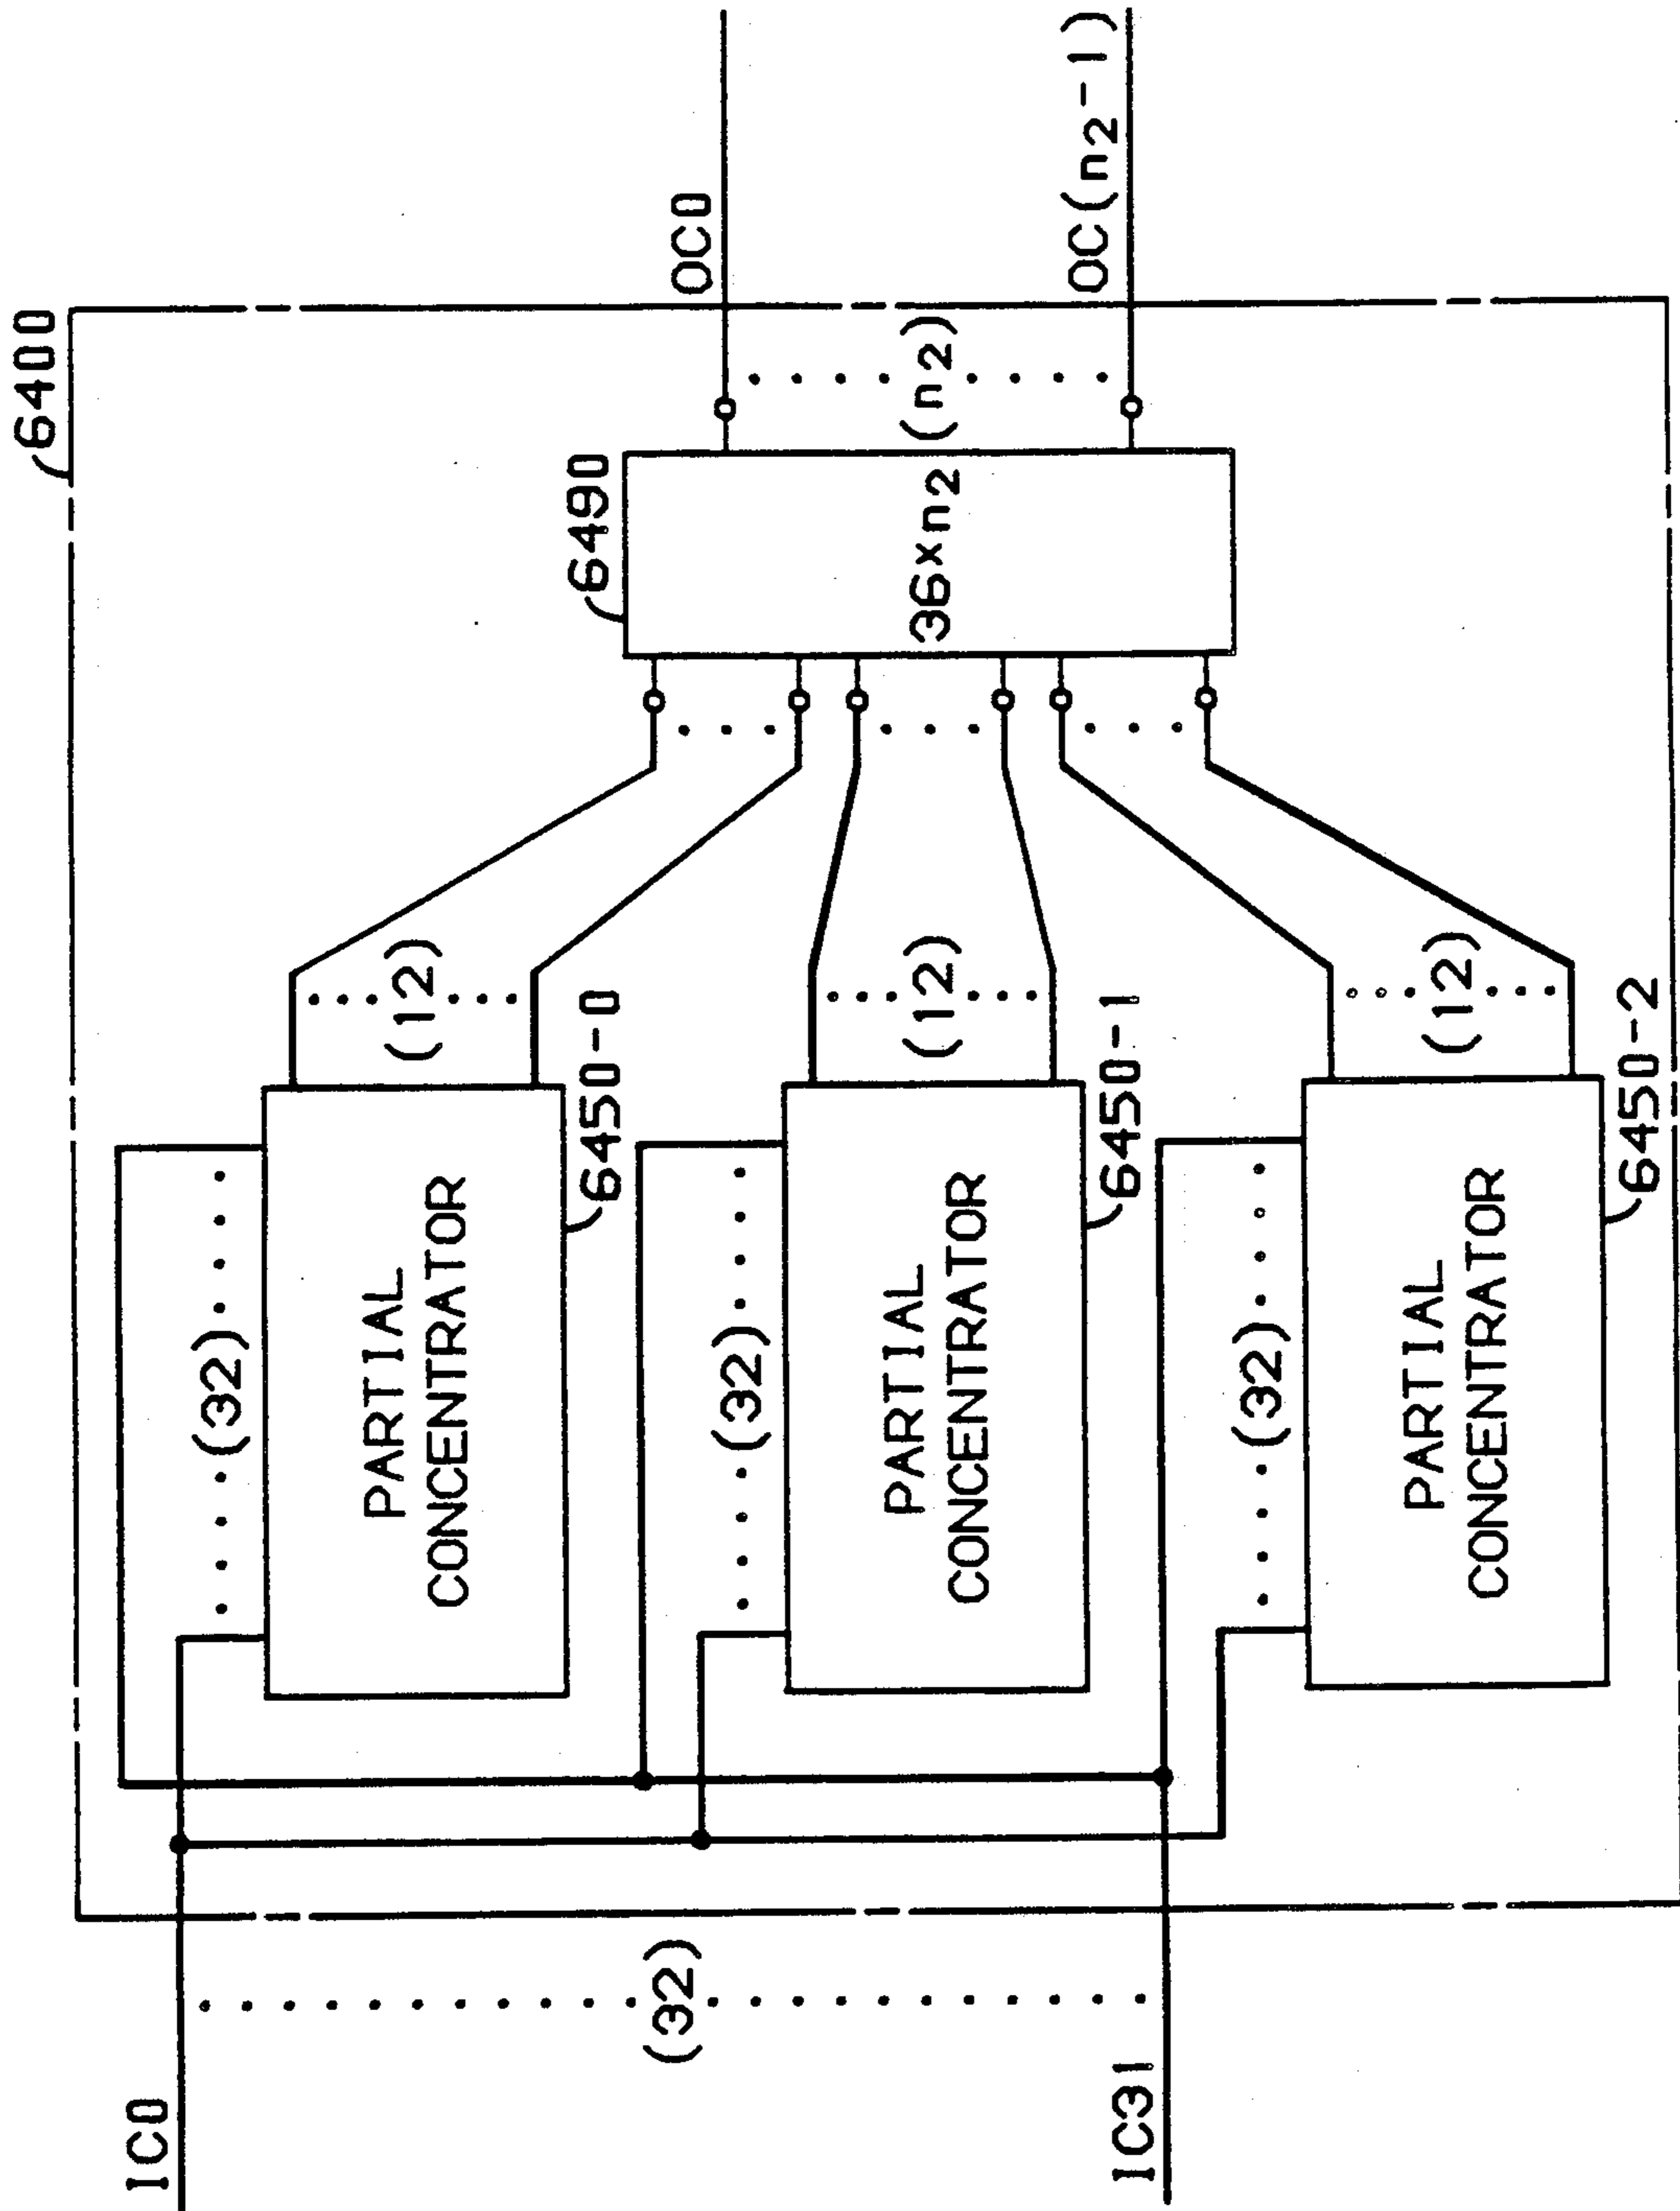 6400
IC0
(32)
IC31
(32)
PARTIAL
CONCENTRATOR
6450-0
(12)
(32)
PARTIAL
CONCENTRATOR
6450-1
(12)
(32)
PARTIAL
CONCENTRATOR
6450-2
(12)
6490
36×n₂
(n₂)
OC0
OC(n₂-1)